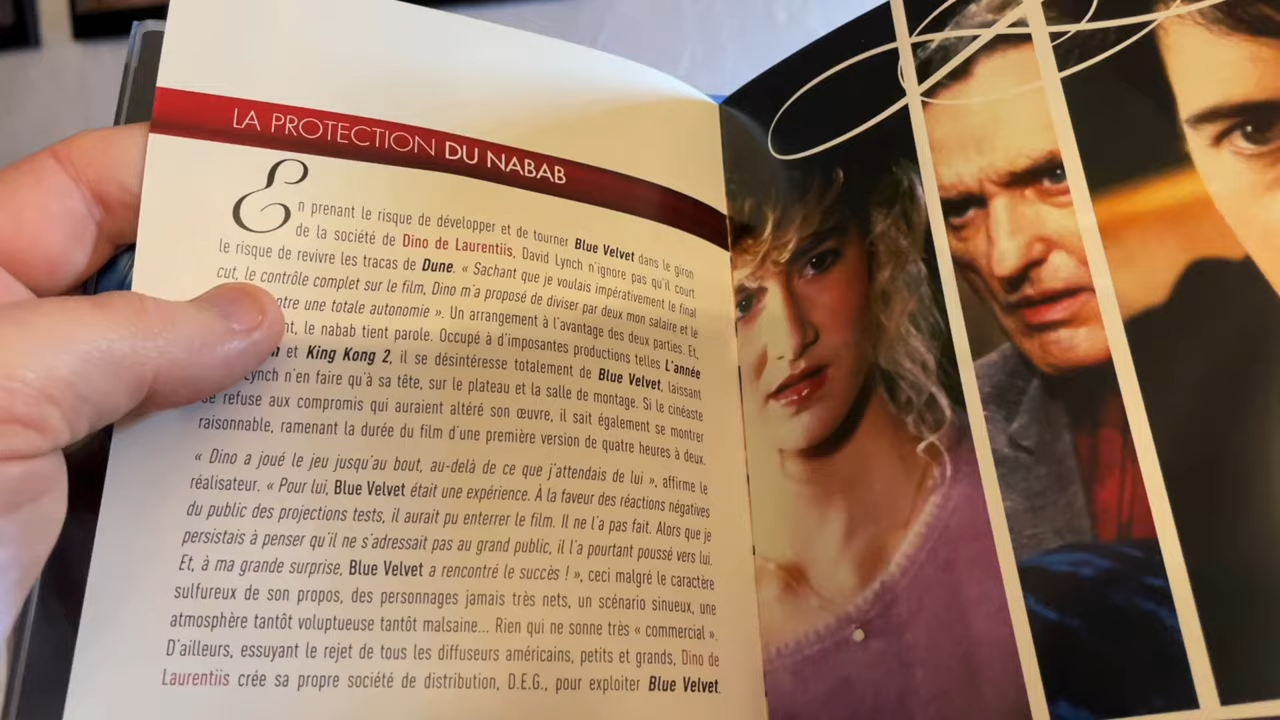 LA PROTECTION DU NABAB
En prenant le risque de développer et de tourner Blue Velvet dans le giron
de la société de Dino de Laurentiis, David Lynch n'ignore pas qu'il court
le risque de revivre les tracas de Dune. « Sachant que je voulais impérativement le final
cut, le contrôle complet sur le film, Dino m'a proposé de diviser par deux mon salaire et le
une totale autonomie ». Un arrangement à l'avantage des deux parties. Et,
le nabab tient parole. Occupé à d'imposantes productions telles L'année
et King Kong 2, il se désintéresse totalement de Blue Velvet, laissant
Lynch n'en faire qu'à sa tête, sur le plateau et la salle de montage. Si le cinéaste
se refuse aux compromis qui auraient altéré son œuvre, il sait également se montrer
raisonnable, ramenant la durée du film d'une première version de quatre heures à deux.
« Dino a joué le jeu jusqu'au bout, au-delà de ce que j'attendais de lui », affirme le
réalisateur. « Pour lui, Blue Velvet était une expérience. À la faveur des réactions négatives
du public des projections tests, il aurait pu enterrer le film. Il ne l'a pas fait. Alors que je
persistais à penser qu'il ne s'adressait pas au grand public, il l'a pourtant poussé vers lui.
Et, à ma grande surprise, Blue Velvet a rencontré le succès ! », ceci malgré le caractère
sulfureux de son propos, des personnages jamais très nets, un scénario sinueux, une
atmosphère tantôt voluptueuse tantôt malsaine... Rien qui ne sonne très « commercial ».
D'ailleurs, essuyant le rejet de tous les diffuseurs américains, petits et grands, Dino de
Laurentiis crée sa propre société de distribution, D.E.G., pour exploiter Blue Velvet.